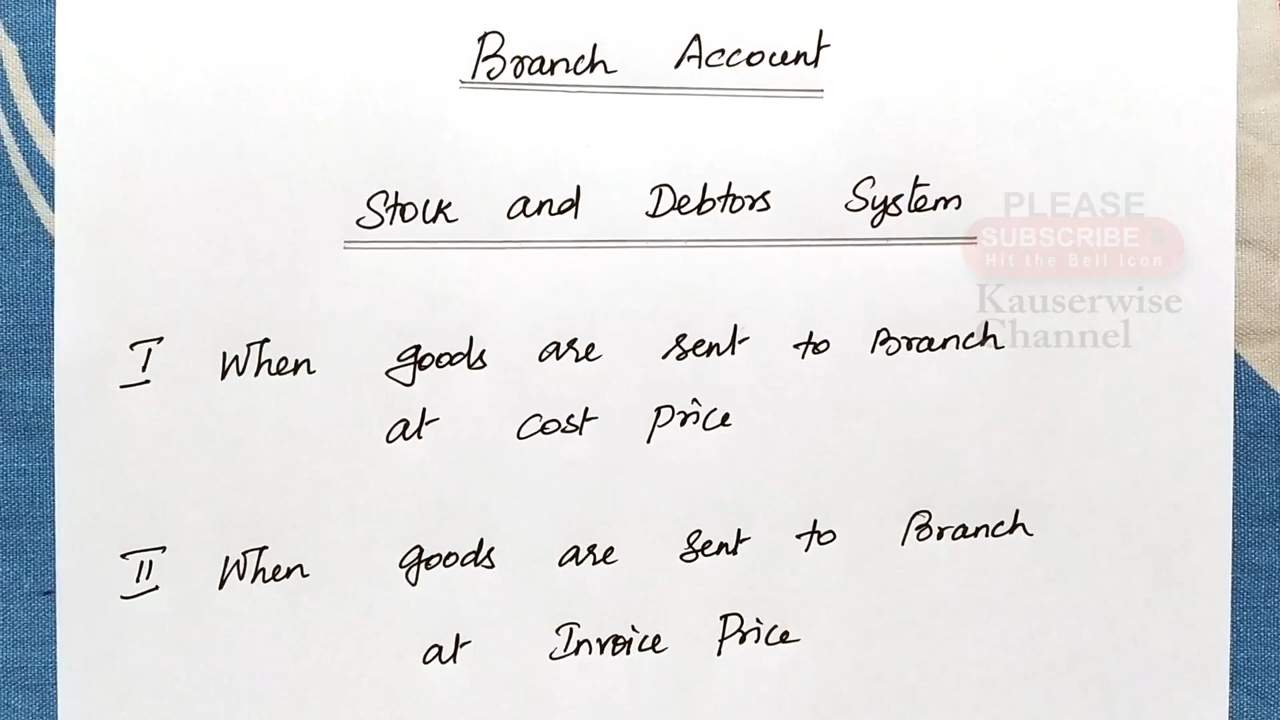 Branch Account
Stock and Debtors System
PLEASE
SUBSCRIBE
Hit the Bell Icon
Kauserwise
Channel
I When goods are sent to Branch
at cost price
II When goods are sent to Branch
at Invoice Price